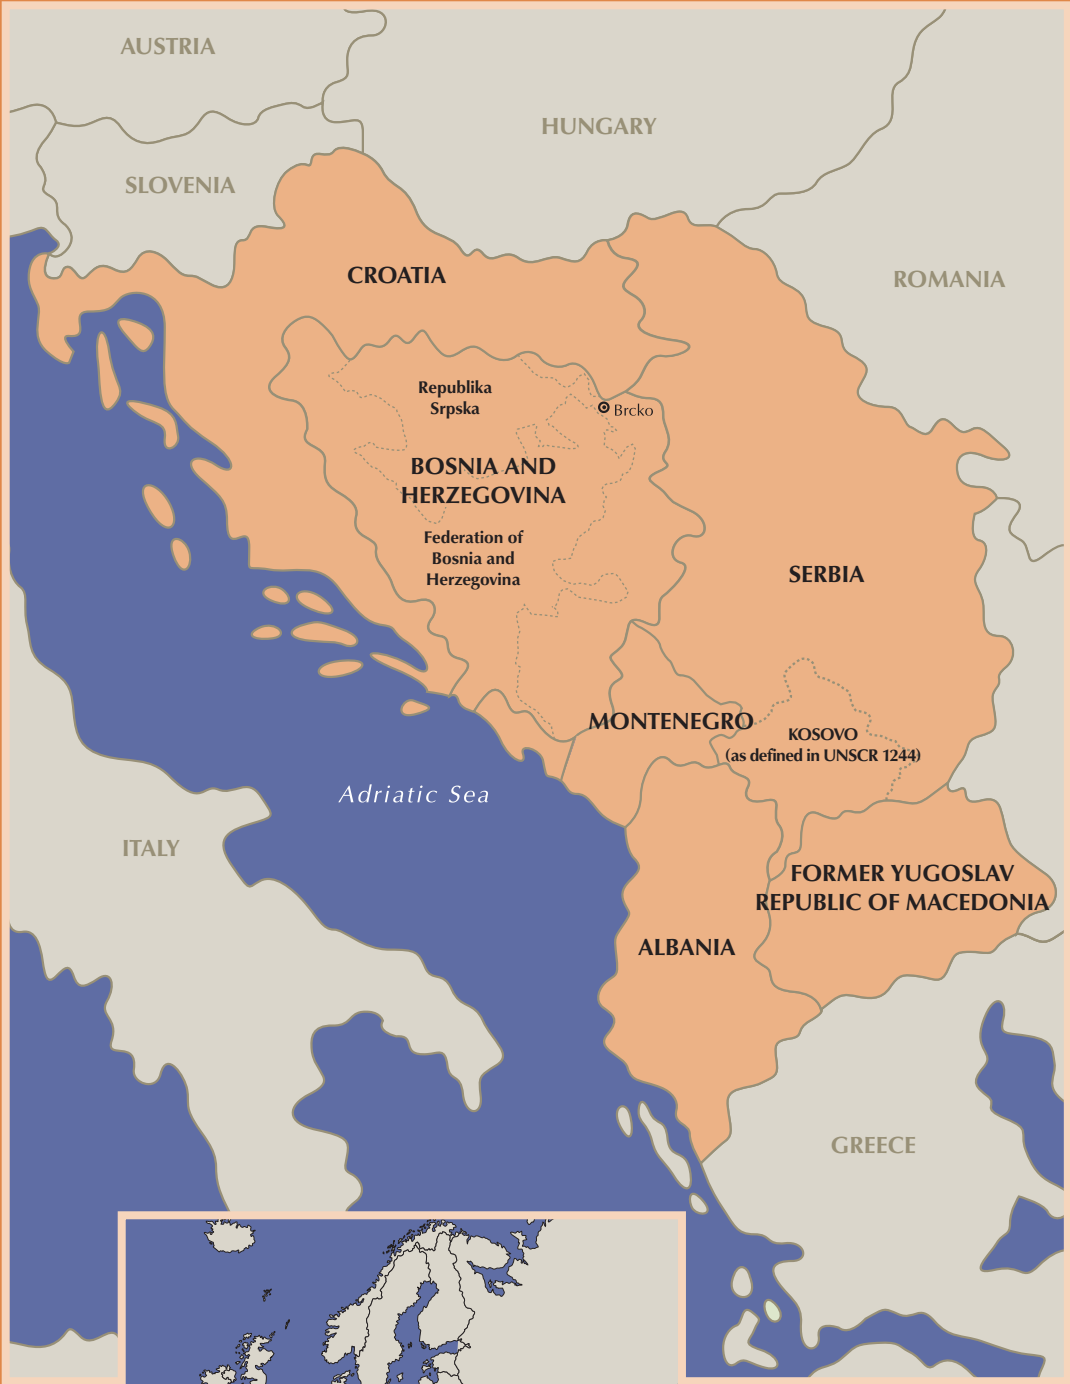 AUSTRIA
HUNGARY
SLOVENIA
CROATIA
ROMANIA
Republika
Srpska
Brcko
BOSNIA AND
HERZEGOVINA
Federation of
Bosnia and
Herzegovina
SERBIA
MONTENEGRO
KOSOVO
(as defined in UNSCR 1244)
Adriatic Sea
ITALY
FORMER YUGOSLAV
REPUBLIC OF MACEDONIA
ALBANIA
GREECE